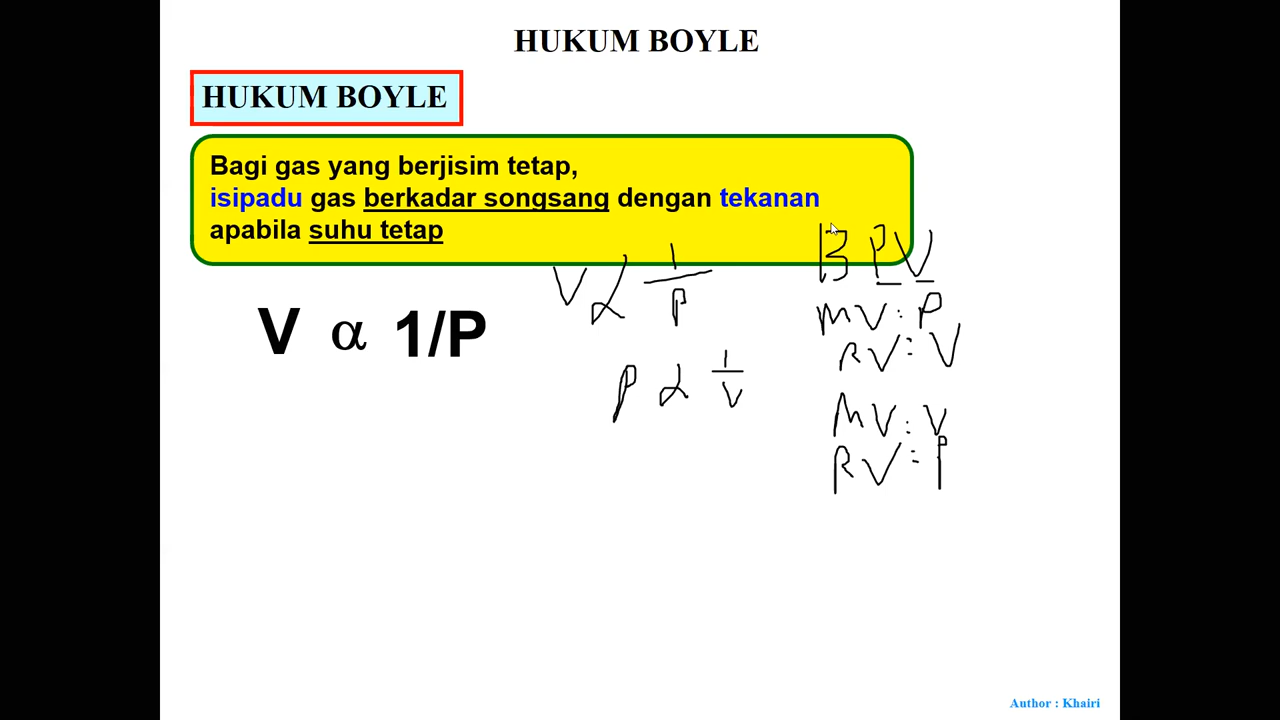 HUKUM BOYLE
HUKUM BOYLE
Bagi gas yang berjisim tetap,
isipadu gas berkadar songsang dengan tekanan
apabila suhu tetap
V α 1/P
V α 1/P
P α 1/V
B PV
MV : P
RV : V
MV : V
RV : P
Author : Khairi